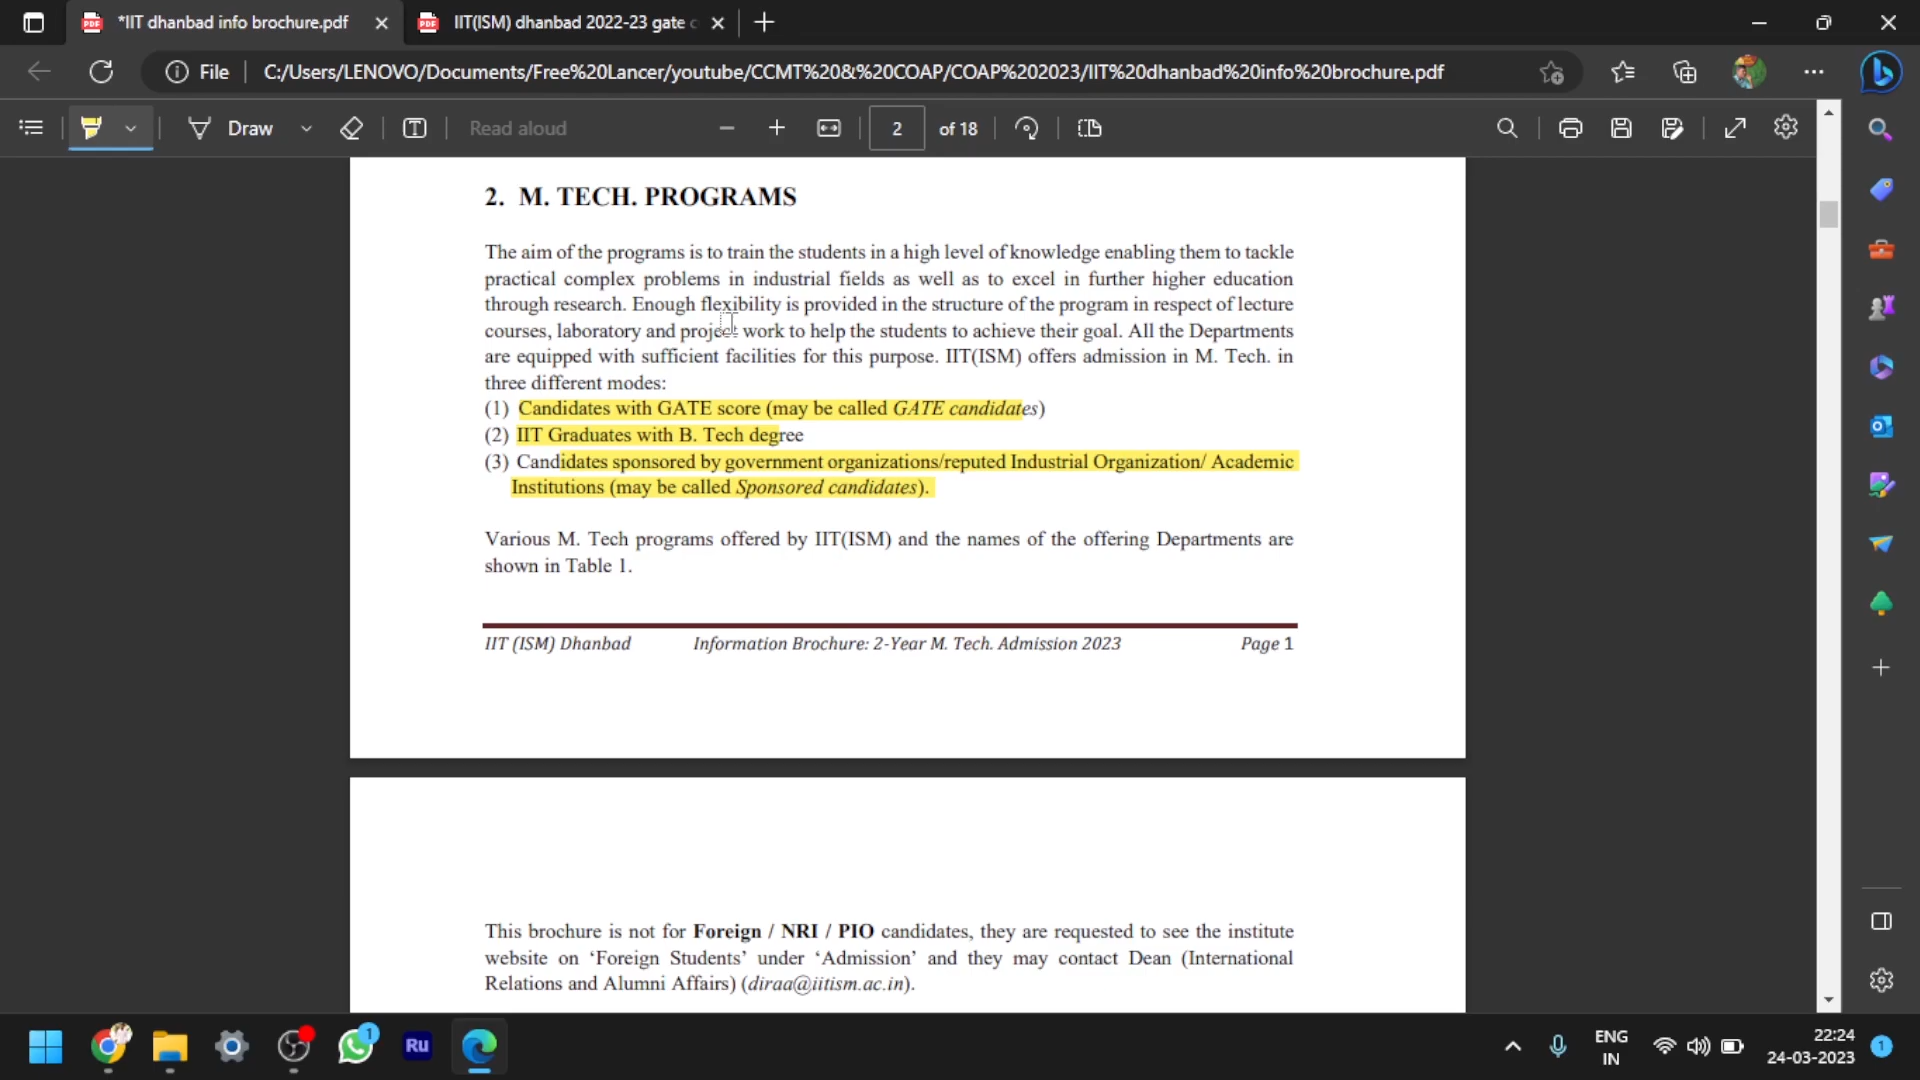 *IIT dhanbad info brochure.pdf
IIT(ISM) dhanbad 2022-23 gate
File
C:/Users/LENOVO/Documents/Free%20Lancer/youtube/CCMT%20&%20COAP/COAP%202023/IIT%20dhanbad%20info%20brochure.pdf
Draw
Read aloud
2
of 18
2. M. TECH. PROGRAMS
The aim of the programs is to train the students in a high level of knowledge enabling them to tackle
practical complex problems in industrial fields as well as to excel in further higher education
through research. Enough flexibility is provided in the structure of the program in respect of lecture
courses, laboratory and project work to help the students to achieve their goal. All the Departments
are equipped with sufficient facilities for this purpose. IIT(ISM) offers admission in M. Tech. in
three different modes:
(1) Candidates with GATE score (may be called GATE candidates)
(2) IIT Graduates with B. Tech degree
(3) Candidates sponsored by government organizations/reputed Industrial Organization/ Academic
Institutions (may be called Sponsored candidates).
Various M. Tech programs offered by IIT(ISM) and the names of the offering Departments are
shown in Table 1.
IIT (ISM) Dhanbad Information Brochure: 2-Year M. Tech. Admission 2023 Page 1
This brochure is not for Foreign / NRI / PIO candidates, they are requested to see the institute
website on ‘Foreign Students’ under ‘Admission’ and they may contact Dean (International
Relations and Alumni Affairs) (diraa@iitism.ac.in).
1
Ru
ENG
IN
22:24
24-03-2023
1